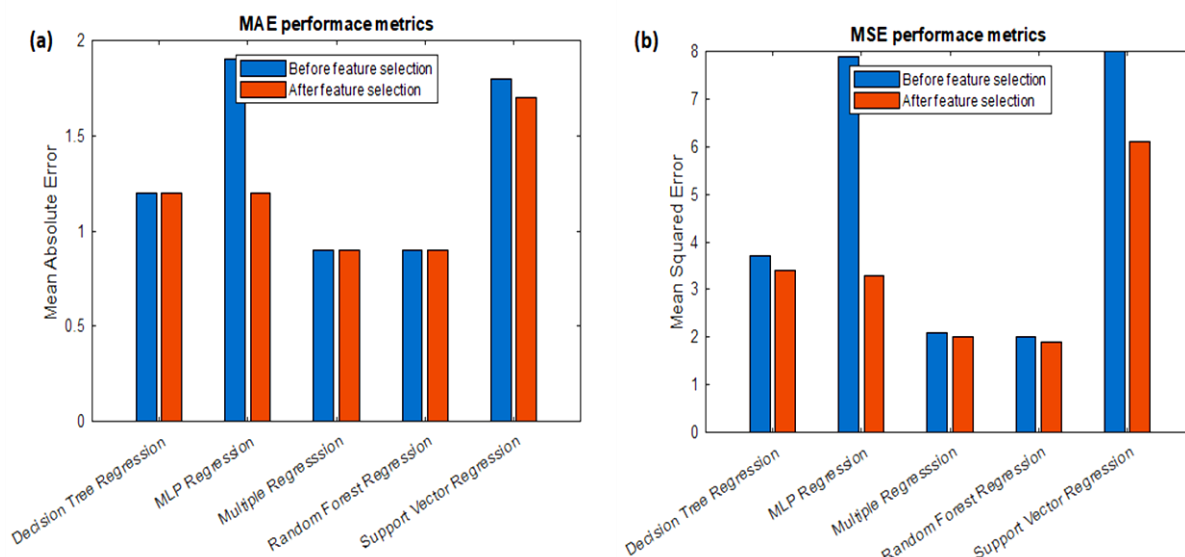 (a)
MAE performace metrics
Before feature selection
After feature selection
Mean Absolute Error
2
1.5
1
0.5
0
Decision Tree Regression
MLP Regression
Multiple Regresssion
Random Forest Regression
Support Vector Regression
(b)
MSE performace metrics
Before feature selection
After feature selection
Mean Squared Error
8
7
6
5
4
3
2
1
0
Decision Tree Regression
MLP Regression
Multiple Regresssion
Random Forest Regression
Support Vector Regression